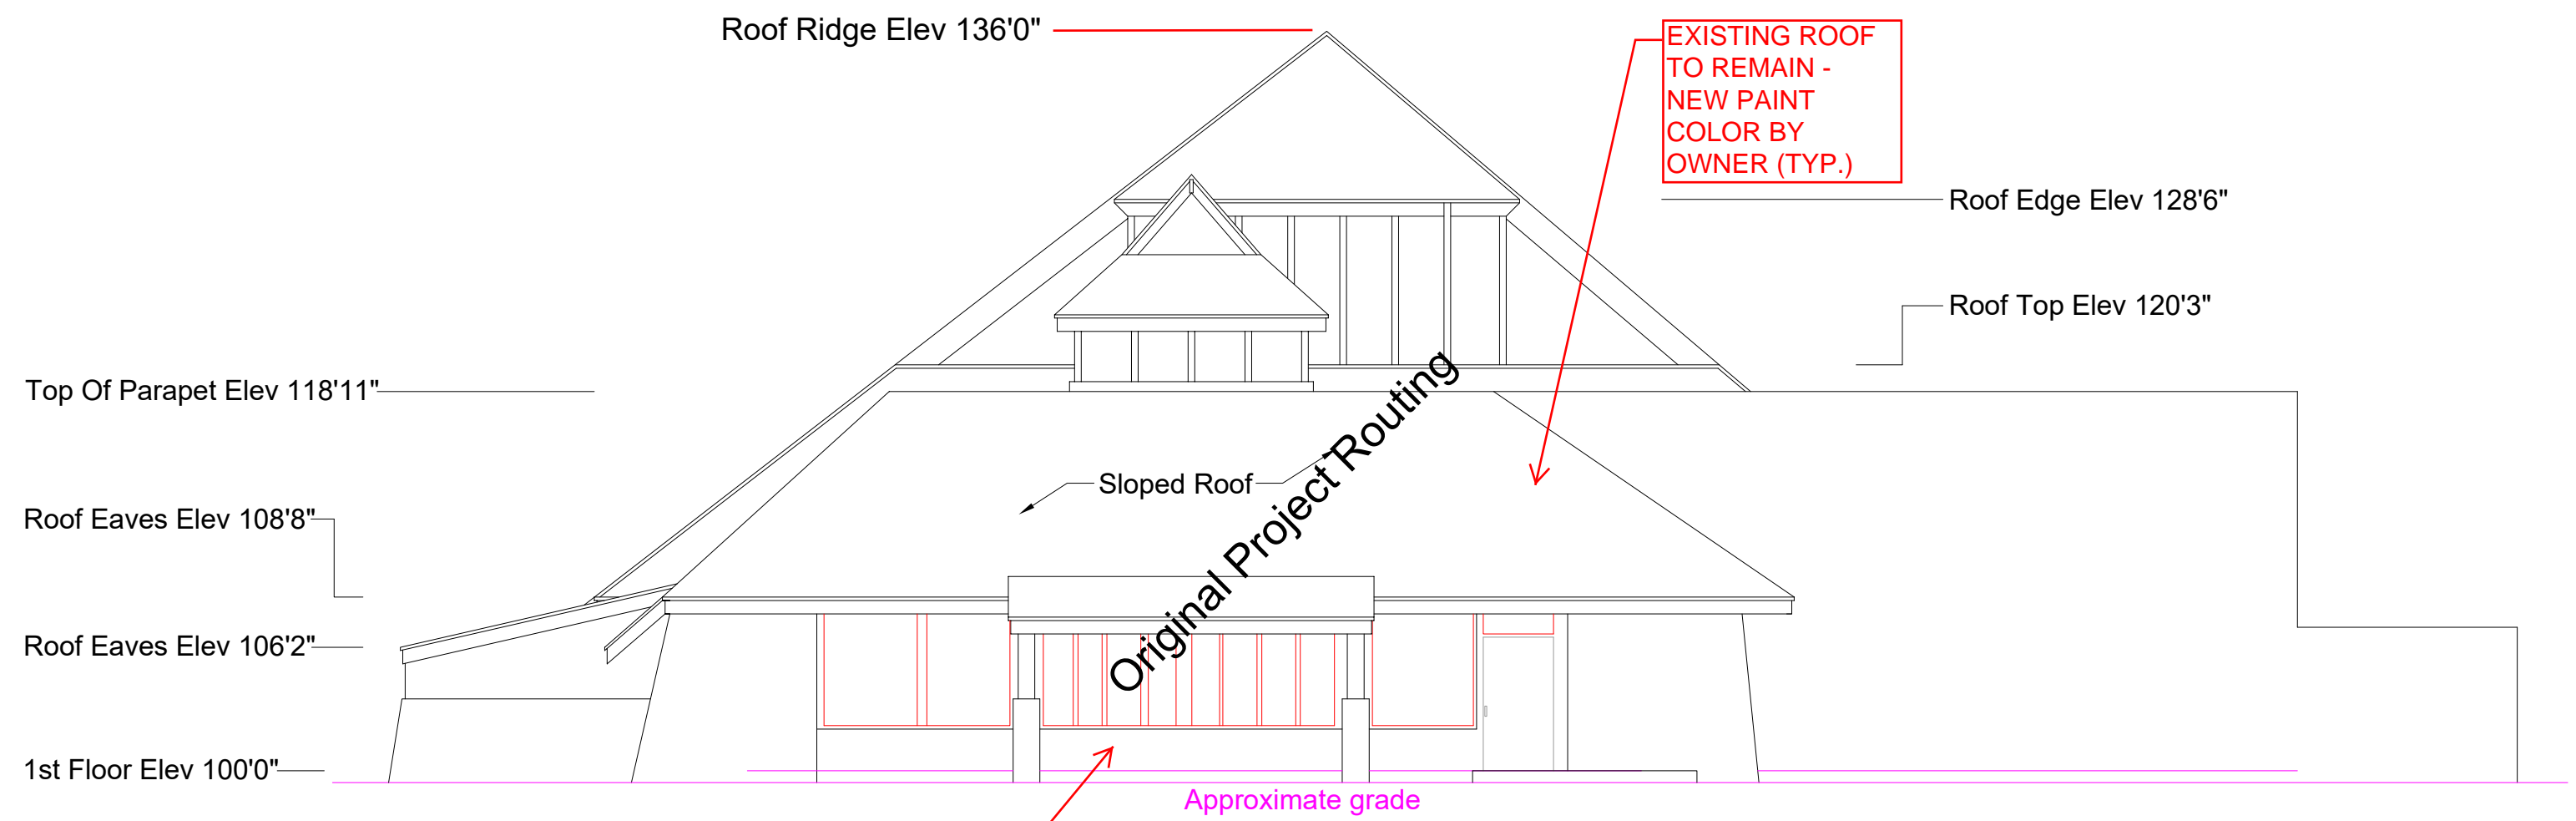 Roof Ridge Elev 136'0"
EXISTING ROOF
TO REMAIN -
NEW PAINT
COLOR BY
OWNER (TYP.)
Roof Edge Elev 128'6"
Roof Top Elev 120'3"
Top Of Parapet Elev 118'11"
Sloped Roof
Original Project Routing
Roof Eaves Elev 108'8"
Roof Eaves Elev 106'2"
1st Floor Elev 100'0"
Approximate grade